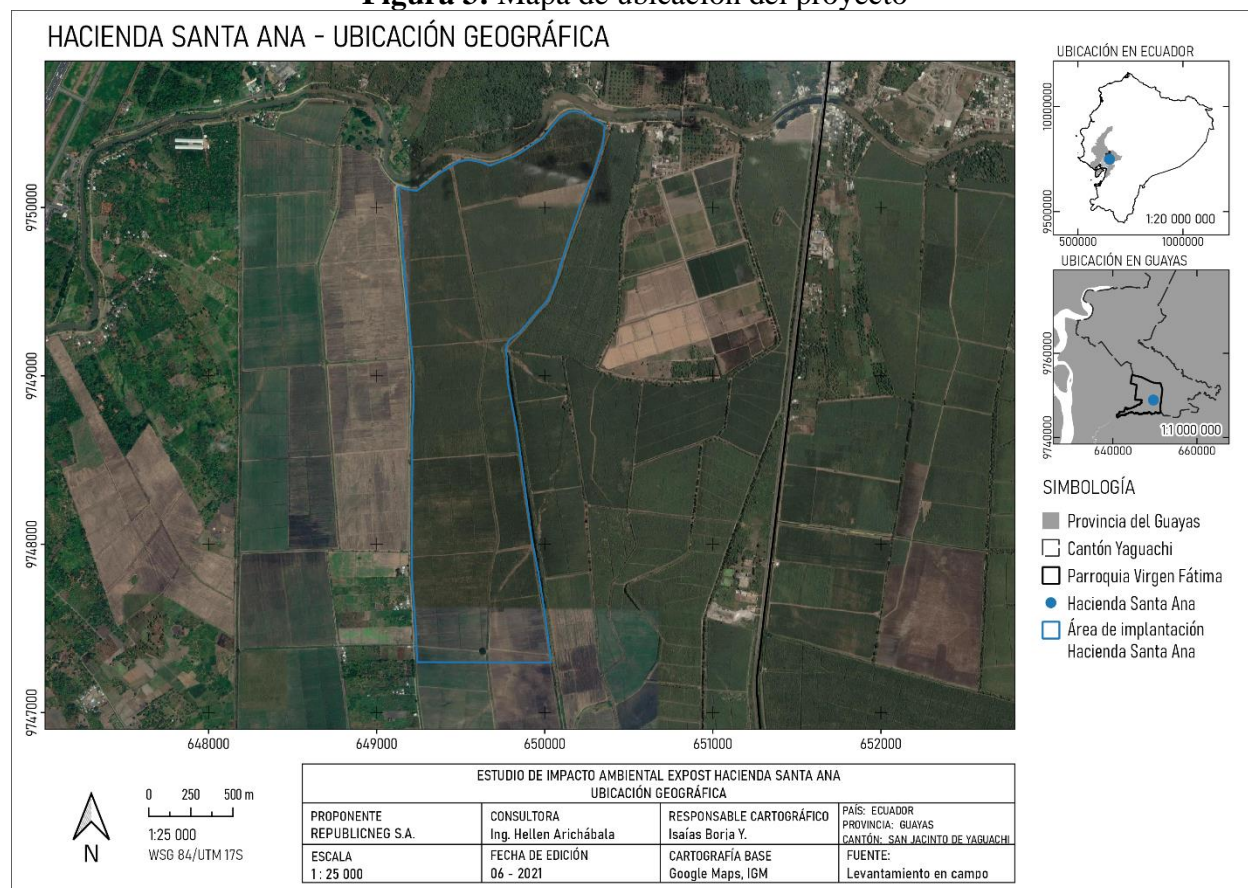 Figura 3: Mapa de ubicación del proyecto
HACIENDA SANTA ANA - UBICACIÓN GEOGRÁFICA
9750000
9749000
9748000
9747000
648000
649000
650000
651000
652000
UBICACIÓN EN ECUADOR
10000000
9500000
1:20 000 000
500000
1000000
UBICACIÓN EN GUAYAS
9760000
9740000
1:1 000 000
640000
660000
SIMBOLOGÍA
Provincia del Guayas
Cantón Yaguachi
Parroquia Virgen Fátima
Hacienda Santa Ana
Área de implantación
Hacienda Santa Ana
N
0 250 500 m
1:25 000
WSG 84/UTM 17S
ESTUDIO DE IMPACTO AMBIENTAL EXPOST HACIENDA SANTA ANA
UBICACIÓN GEOGRÁFICA
PROPONENTE
REPUBLICNEG S.A.
CONSULTORA
Ing. Hellen Arichábala
RESPONSABLE CARTOGRÁFICO
Isaías Borja Y.
PAÍS: ECUADOR
PROVINCIA: GUAYAS
CANTÓN: SAN JACINTO DE YAGUACHI
ESCALA
1 : 25 000
FECHA DE EDICIÓN
06 - 2021
CARTOGRAFÍA BASE
Google Maps, IGM
FUENTE:
Levantamiento en campo